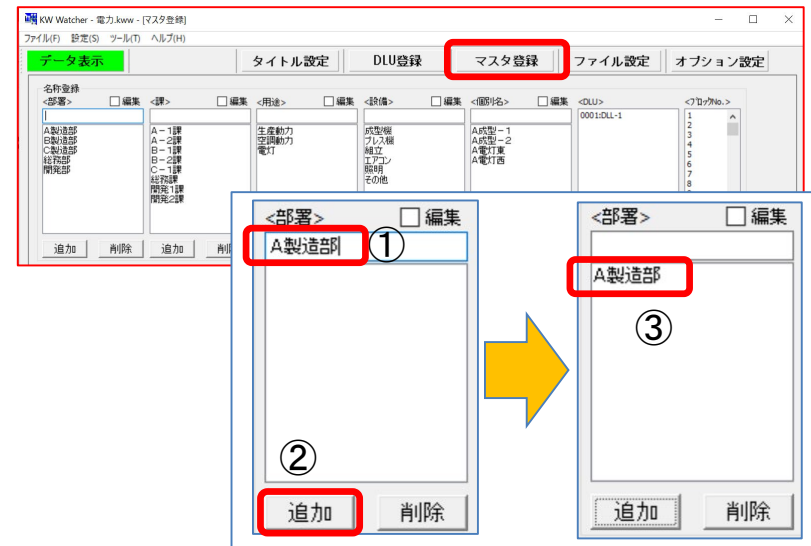 KW Watcher - 電力.kww - [マスタ登録]
ファイル(F) 設定(S) ツール(T) ヘルプ(H)
データ表示 タイトル設定 DLU登録 マスタ登録 ファイル設定 オプション設定
名称登録
<部署> 編集 <課> 編集 <用途> 編集 <設備> 編集 <個別名> 編集 <DLU> <ブロックNo.>
A製造部 A－1課 生産動力 成型機 A成型－1 0001:DLL-1 1
B製造部 A－2課 空調動力 プレス機 A成型－2 2
C製造部 B－1課 電灯 組立 A電灯東 3
総務部 B－2課 エアコン A電灯西 4
開発部 C－1課 照明 5
総務課 その他 6
開発1課 7
開発2課 8
追加 削除 追加
<部署> 編集
A製造部 ①
②
追加 削除
<部署> 編集
A製造部
③
追加 削除